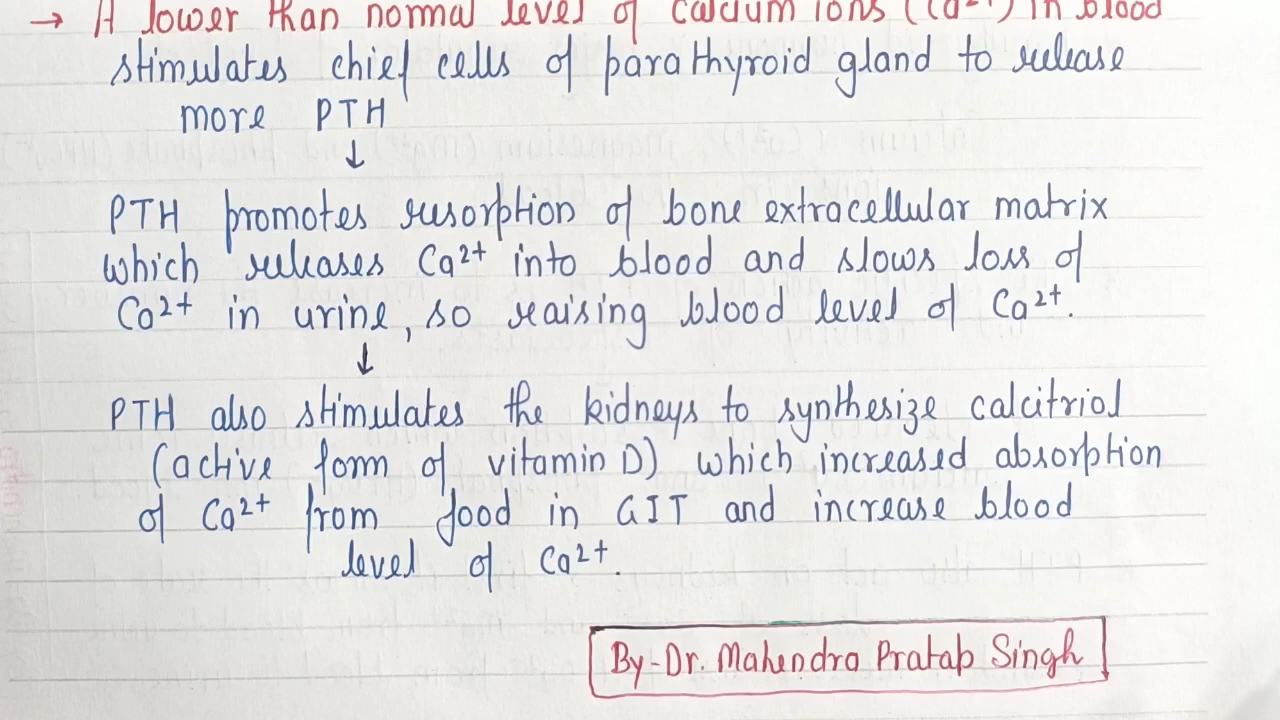 → A lower than normal level of calcium ions (Ca²⁺) in blood
stimulates chief cells of parathyroid gland to release
more PTH
↓
PTH promotes resorption of bone extracellular matrix
which releases Ca²⁺ into blood and slows loss of
Ca²⁺ in urine, so raising blood level of Ca²⁺.
↓
PTH also stimulates the kidneys to synthesize calcitriol
(active form of vitamin D) which increased absorption
of Ca²⁺ from food in GIT and increase blood
level of Ca²⁺.
By-Dr. Mahendra Pratap Singh